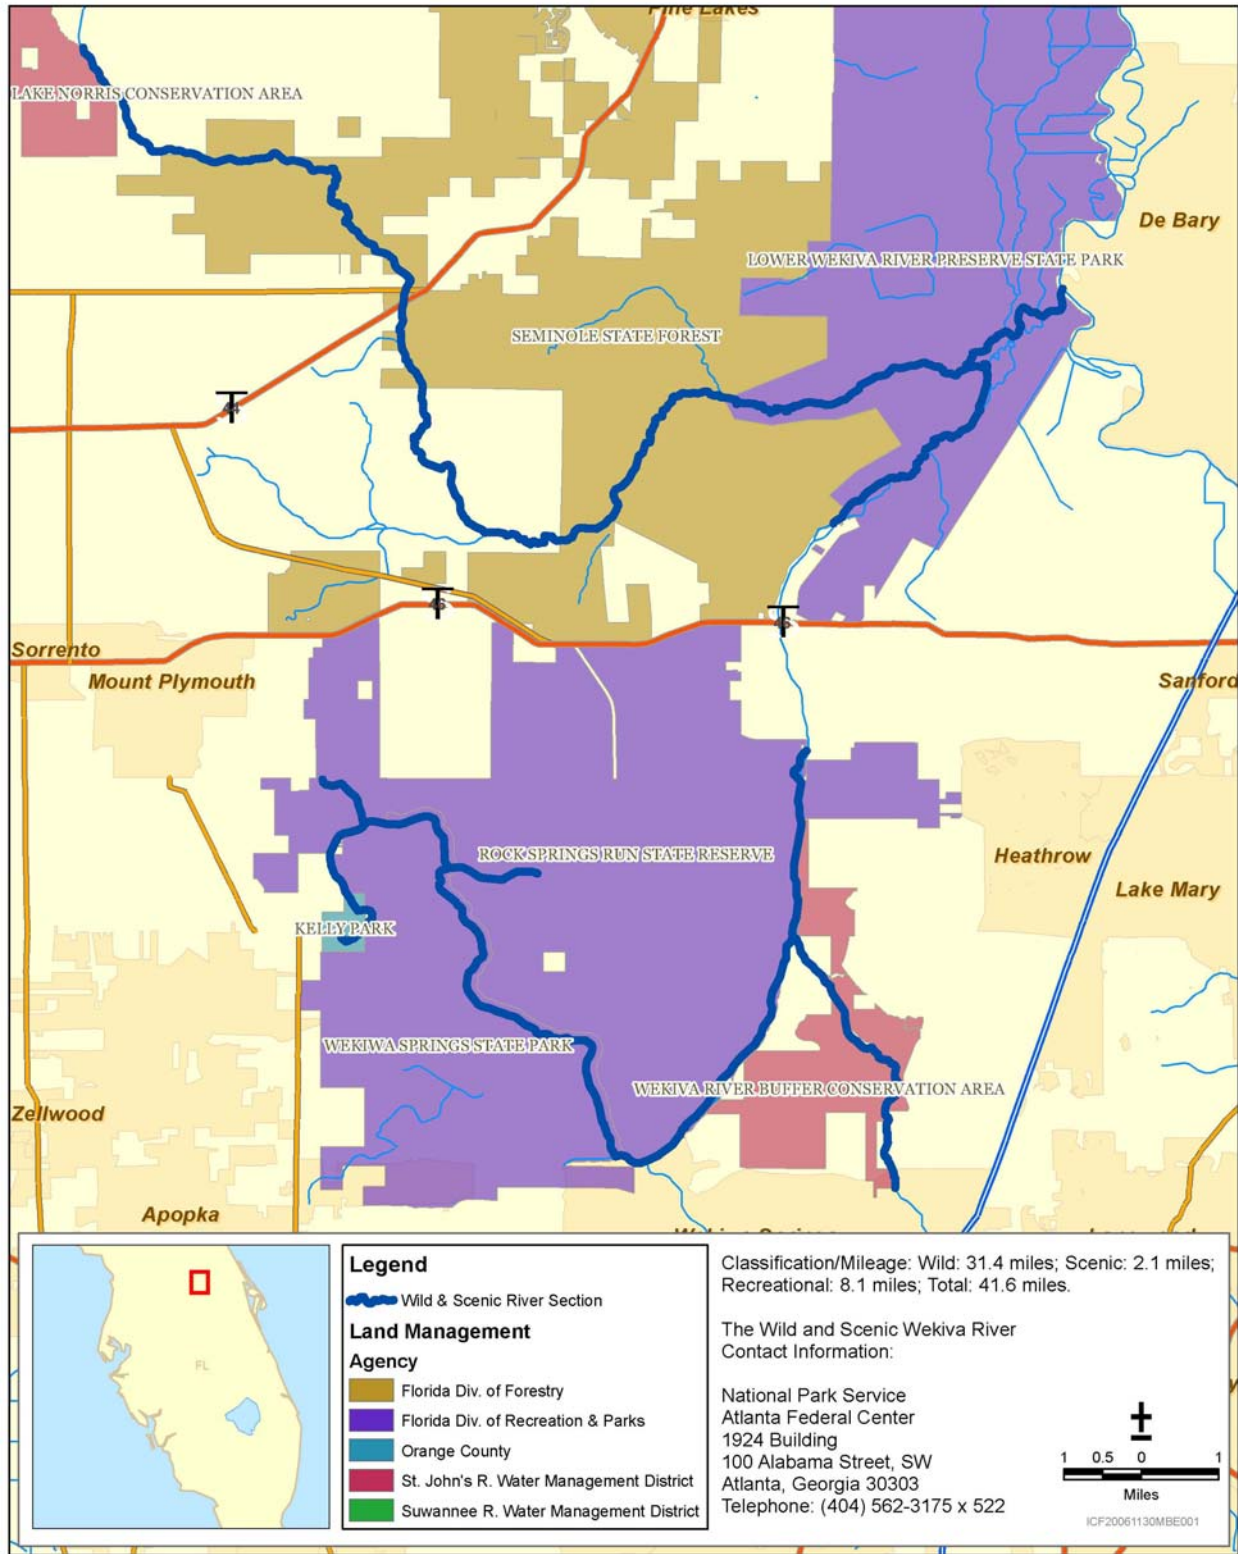 Pine Lakes
LAKE NORRIS CONSERVATION AREA
De Bary
LOWER WEKIVA RIVER PRESERVE STATE PARK
SEMINOLE STATE FOREST
44
46
46
Sorrento
Mount Plymouth
Sanford
ROCK SPRINGS RUN STATE RESERVE
Heathrow
Lake Mary
KELLY PARK
WEKIWA SPRINGS STATE PARK
WEKIVA RIVER BUFFER CONSERVATION AREA
Zellwood
Apopka
FL
Legend
Wild & Scenic River Section
Land Management
Agency
Florida Div. of Forestry
Florida Div. of Recreation & Parks
Orange County
St. John's R. Water Management District
Suwannee R. Water Management District
Classification/Mileage: Wild: 31.4 miles; Scenic: 2.1 miles;
Recreational: 8.1 miles; Total: 41.6 miles.
The Wild and Scenic Wekiva River
Contact Information:
National Park Service
Atlanta Federal Center
1924 Building
100 Alabama Street, SW
Atlanta, Georgia 30303
Telephone: (404) 562-3175 x 522
1 0.5 0 1
Miles
ICF20061130MBE001